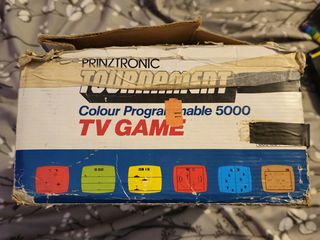 PRINZTRONIC
TOURNAMENT
Colour Programmable 5000
TV GAME